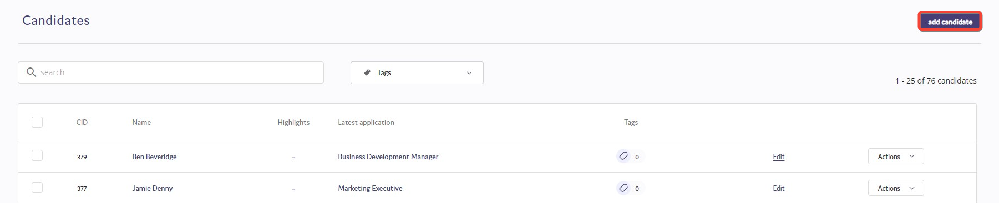 Candidates
add candidate
search
Tags
1 - 25 of 76 candidates
CID Name Highlights Latest application Tags
379 Ben Beveridge – Business Development Manager 0 Edit Actions
377 Jamie Denny – Marketing Executive 0 Edit Actions